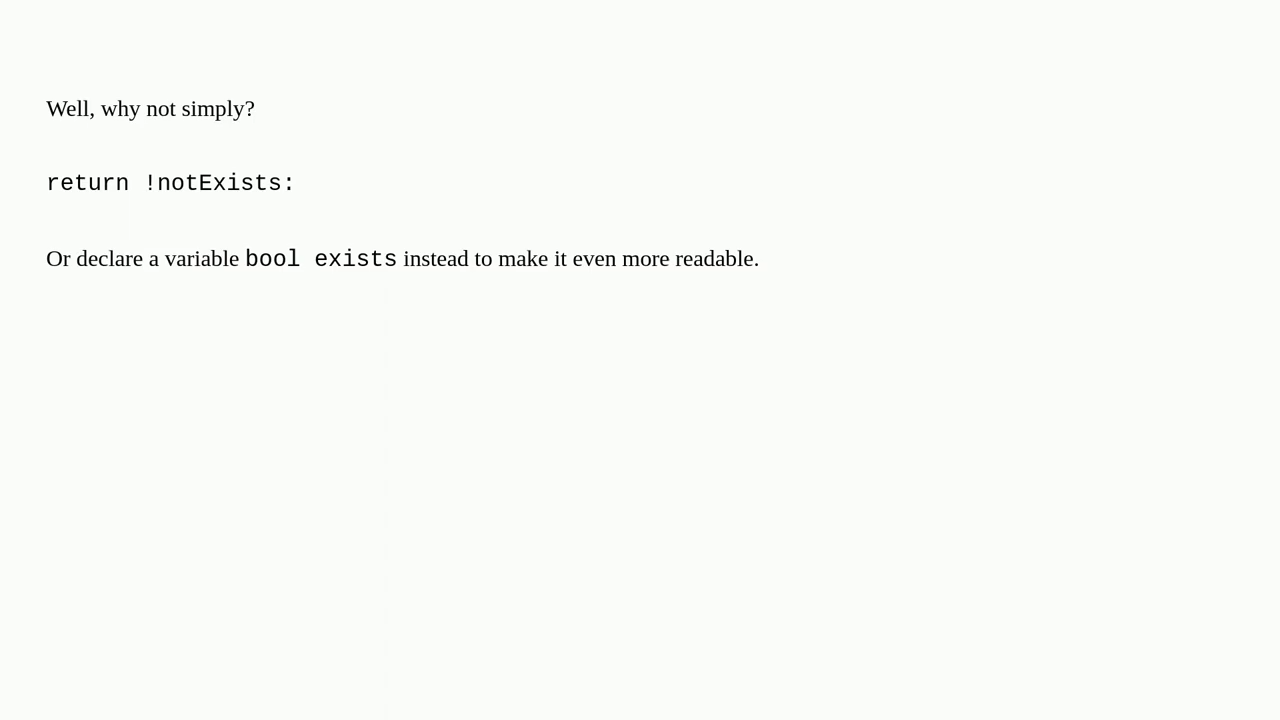 Well, why not simply?
return !notExists:
Or declare a variable bool exists instead to make it even more readable.